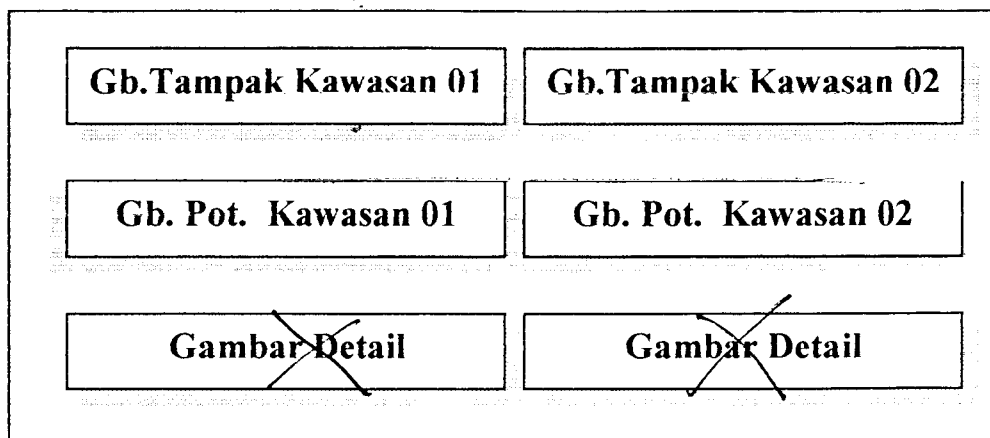 Gb.Tampak Kawasan 01
Gb.Tampak Kawasan 02
Gb. Pot. Kawasan 01
Gb. Pot. Kawasan 02
Gambar Detail
Gambar Detail